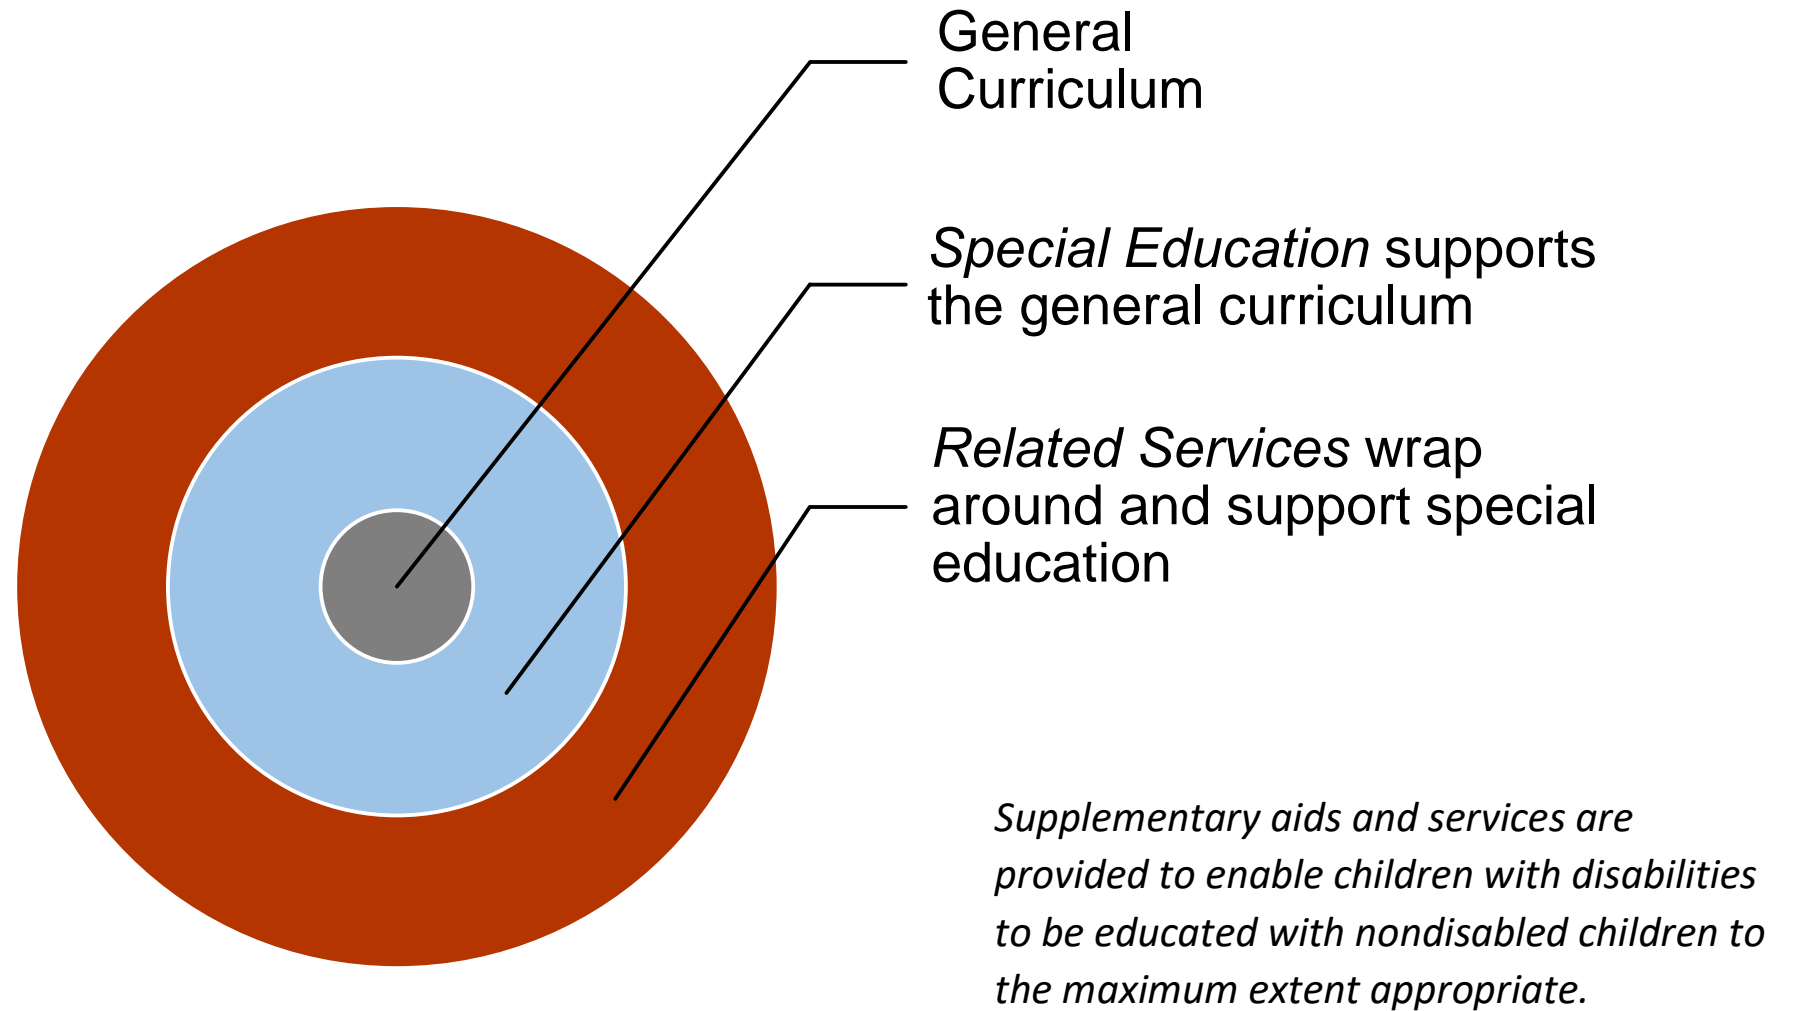 General
Curriculum
Special Education supports
the general curriculum
Related Services wrap
around and support special
education
Supplementary aids and services are
provided to enable children with disabilities
to be educated with nondisabled children to
the maximum extent appropriate.